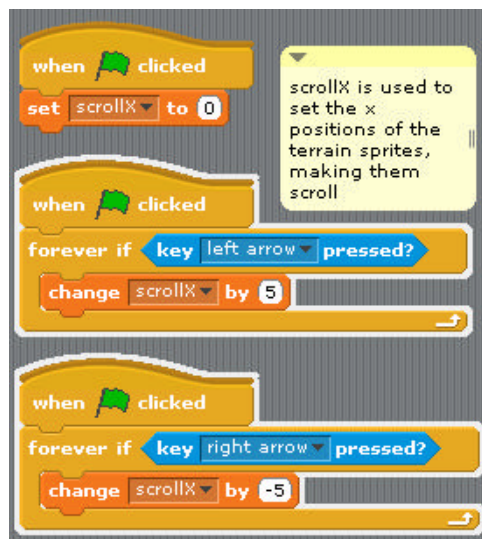 when clicked
set scrollX to 0
scrollX is used to
set the x
positions of the
terrain sprites,
making them
scroll
when clicked
forever if key left arrow pressed?
change scrollX by 5
when clicked
forever if key right arrow pressed?
change scrollX by -5